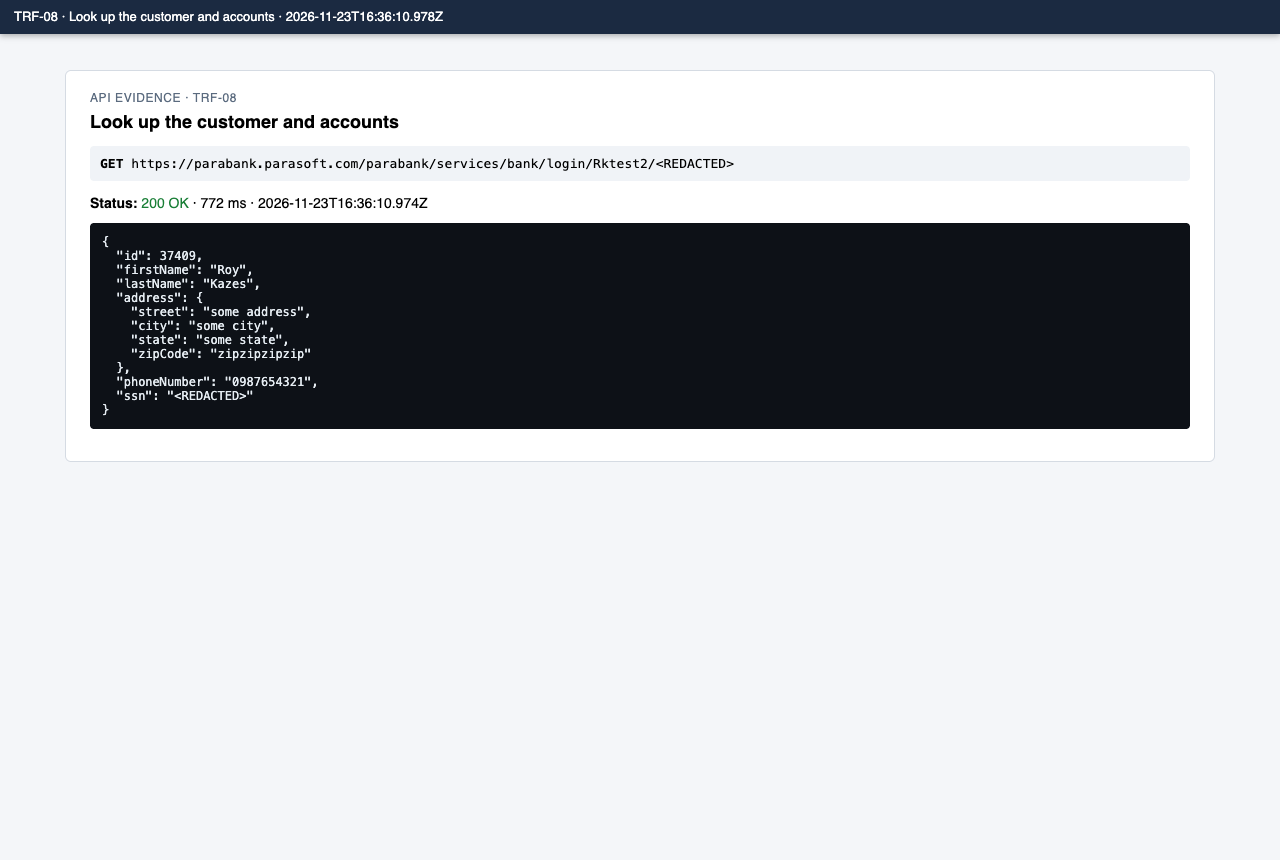 TRF-08 · Look up the customer and accounts · 2026-11-23T16:36:10.978Z
API EVIDENCE · TRF-08
Look up the customer and accounts
GET https://parabank.parasoft.com/parabank/services/bank/login/Rktest2/<REDACTED>
Status: 200 OK · 772 ms · 2026-11-23T16:36:10.974Z
{
  "id": 37409,
  "firstName": "Roy",
  "lastName": "Kazes",
  "address": {
    "street": "some address",
    "city": "some city",
    "state": "some state",
    "zipCode": "zipzipzipzip"
  },
  "phoneNumber": "0987654321",
  "ssn": "<REDACTED>"
}